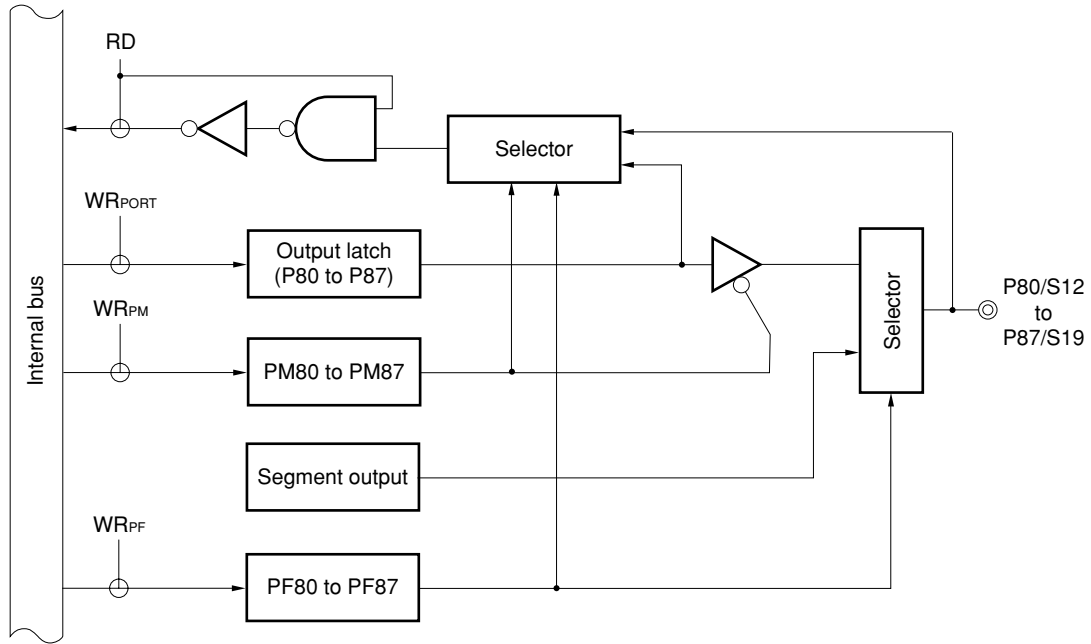 RD
Selector
WRPORT
Output latch
(P80 to P87)
WRPM
PM80 to PM87
Selector
P80/S12
to
P87/S19
Internal bus
Segment output
WRPF
PF80 to PF87